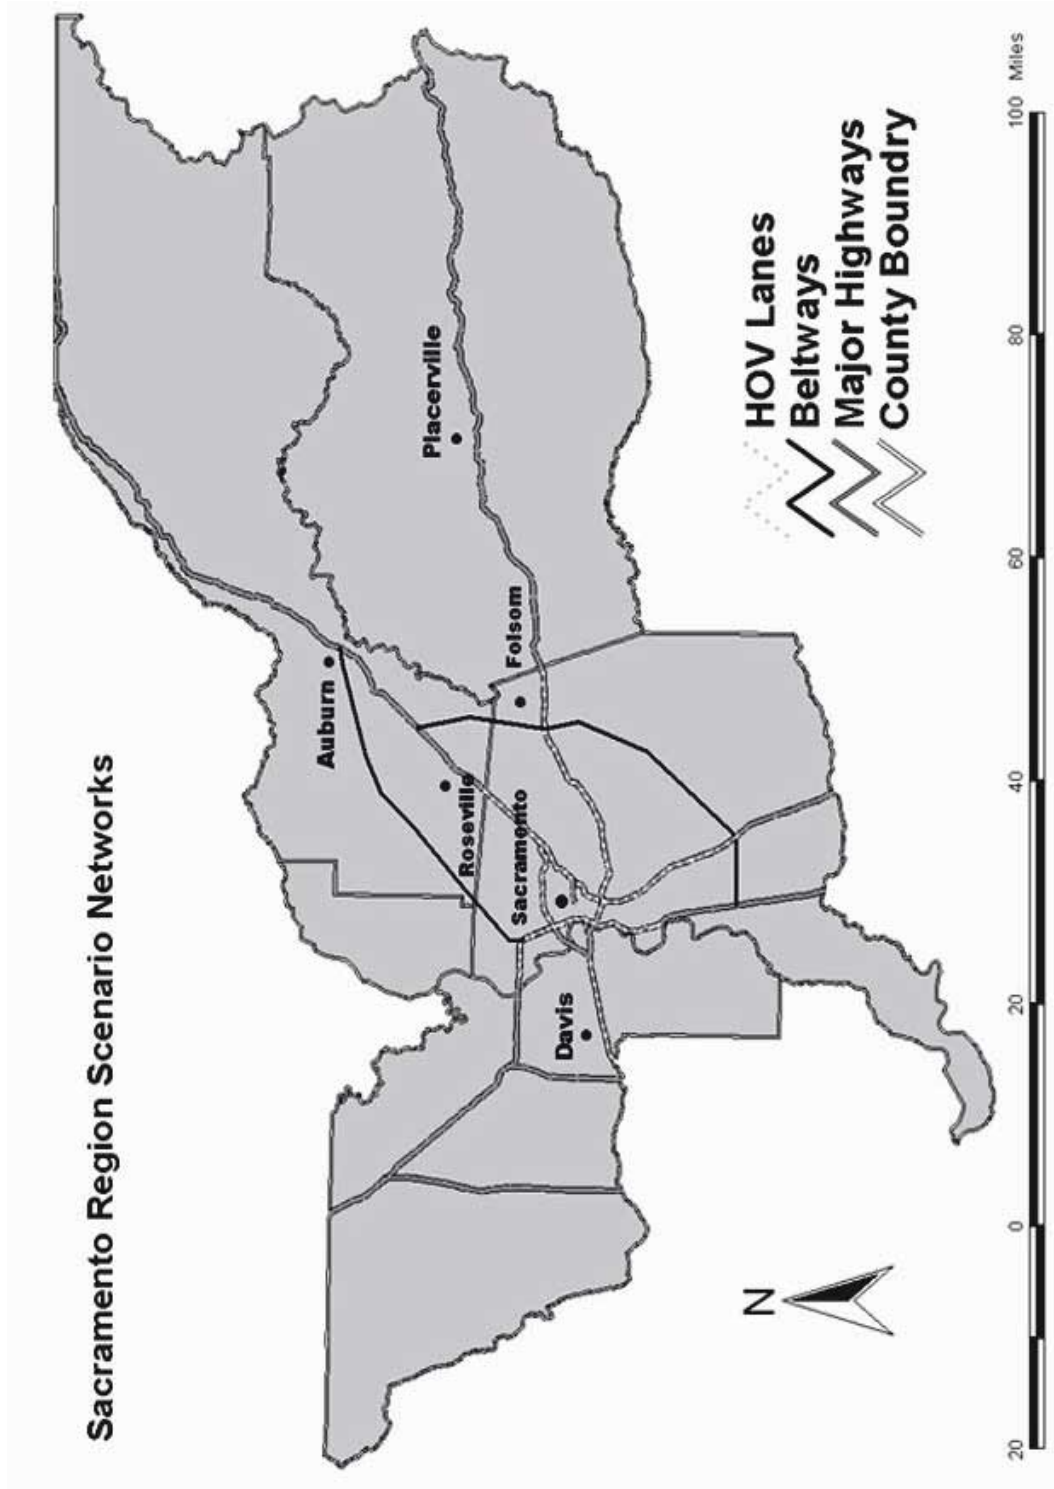 Sacramento Region Scenario Networks
Auburn
Roseville
Placerville
Folsom
Sacramento
Davis
N
HOV Lanes
Beltways
Major Highways
County Boundry
20 0 20 40 60 80 100 Miles